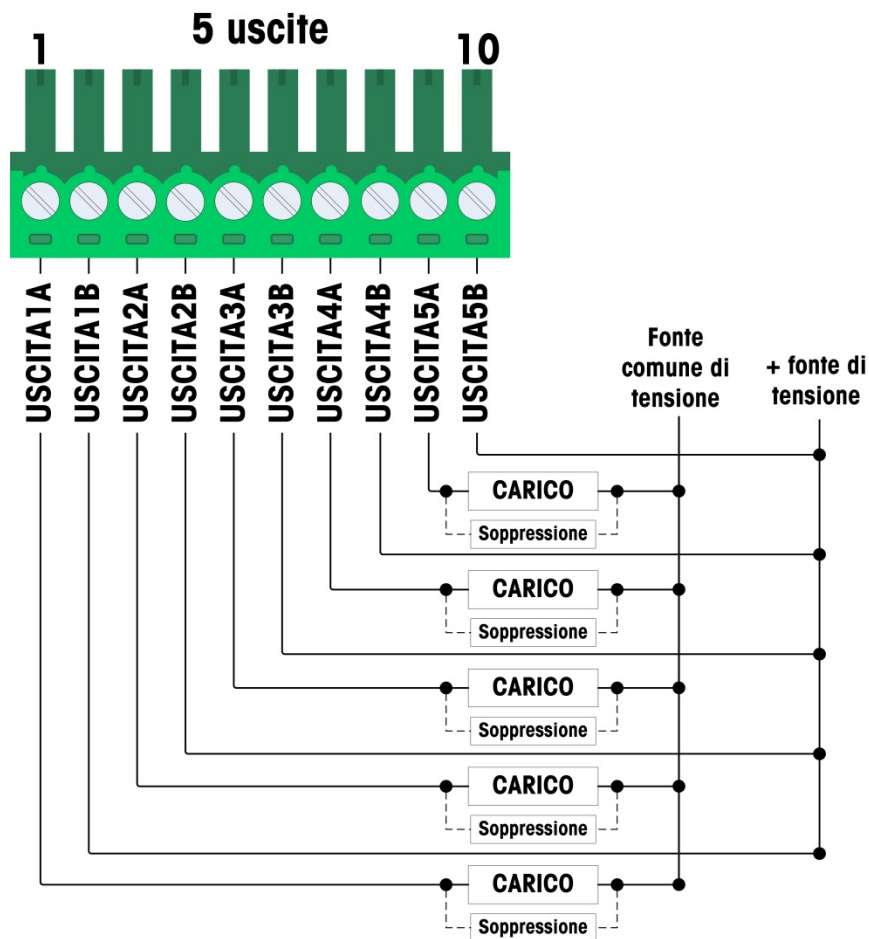 5 uscite
1
10
USCITA1A
USCITA1B
USCITA2A
USCITA2B
USCITA3A
USCITA3B
USCITA4A
USCITA4B
USCITA5A
USCITA5B
Fonte
comune di
tensione
+ fonte di
tensione
CARICO
Soppressione
CARICO
Soppressione
CARICO
Soppressione
CARICO
Soppressione
CARICO
Soppressione